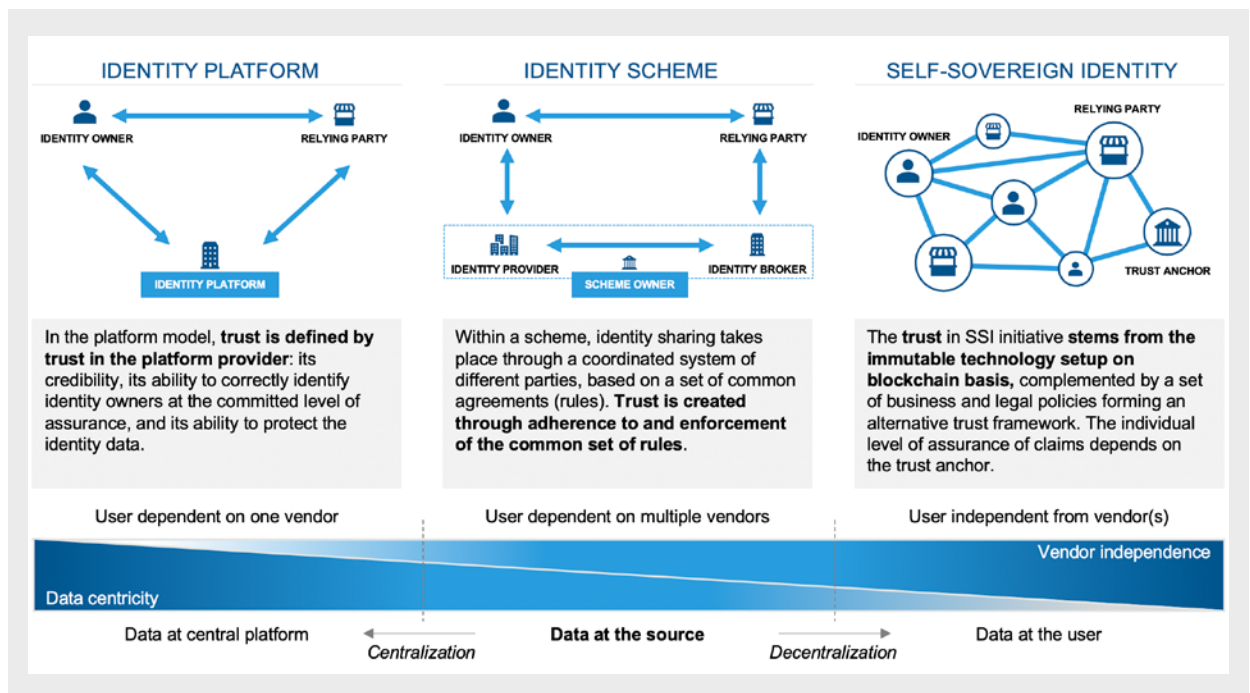 IDENTITY PLATFORM
IDENTITY OWNER
RELYING PARTY
IDENTITY PLATFORM
In the platform model, trust is defined by
trust in the platform provider: its
credibility, its ability to correctly identify
identity owners at the committed level of
assurance, and its ability to protect the
identity data.
IDENTITY SCHEME
IDENTITY OWNER
RELYING PARTY
IDENTITY PROVIDER
IDENTITY BROKER
SCHEME OWNER
Within a scheme, identity sharing takes
place through a coordinated system of
different parties, based on a set of common
agreements (rules). Trust is created
through adherence to and enforcement
of the common set of rules.
SELF-SOVEREIGN IDENTITY
RELYING PARTY
IDENTITY OWNER
TRUST ANCHOR
The trust in SSI initiative stems from the
immutable technology setup on
blockchain basis, complemented by a set
of business and legal policies forming an
alternative trust framework. The individual
level of assurance of claims depends on
the trust anchor.
User dependent on one vendor
User dependent on multiple vendors
User independent from vendor(s)
Vendor independence
Data centricity
Data at central platform
Centralization
Data at the source
Decentralization
Data at the user